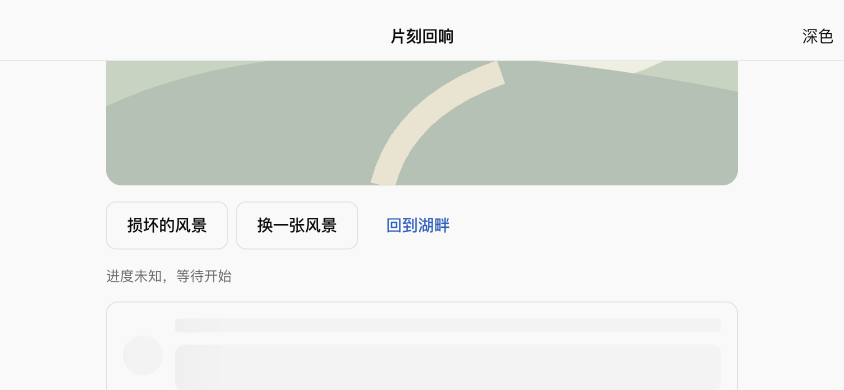 片刻回响
深色
损坏的风景
换一张风景
回到湖畔
进度未知，等待开始